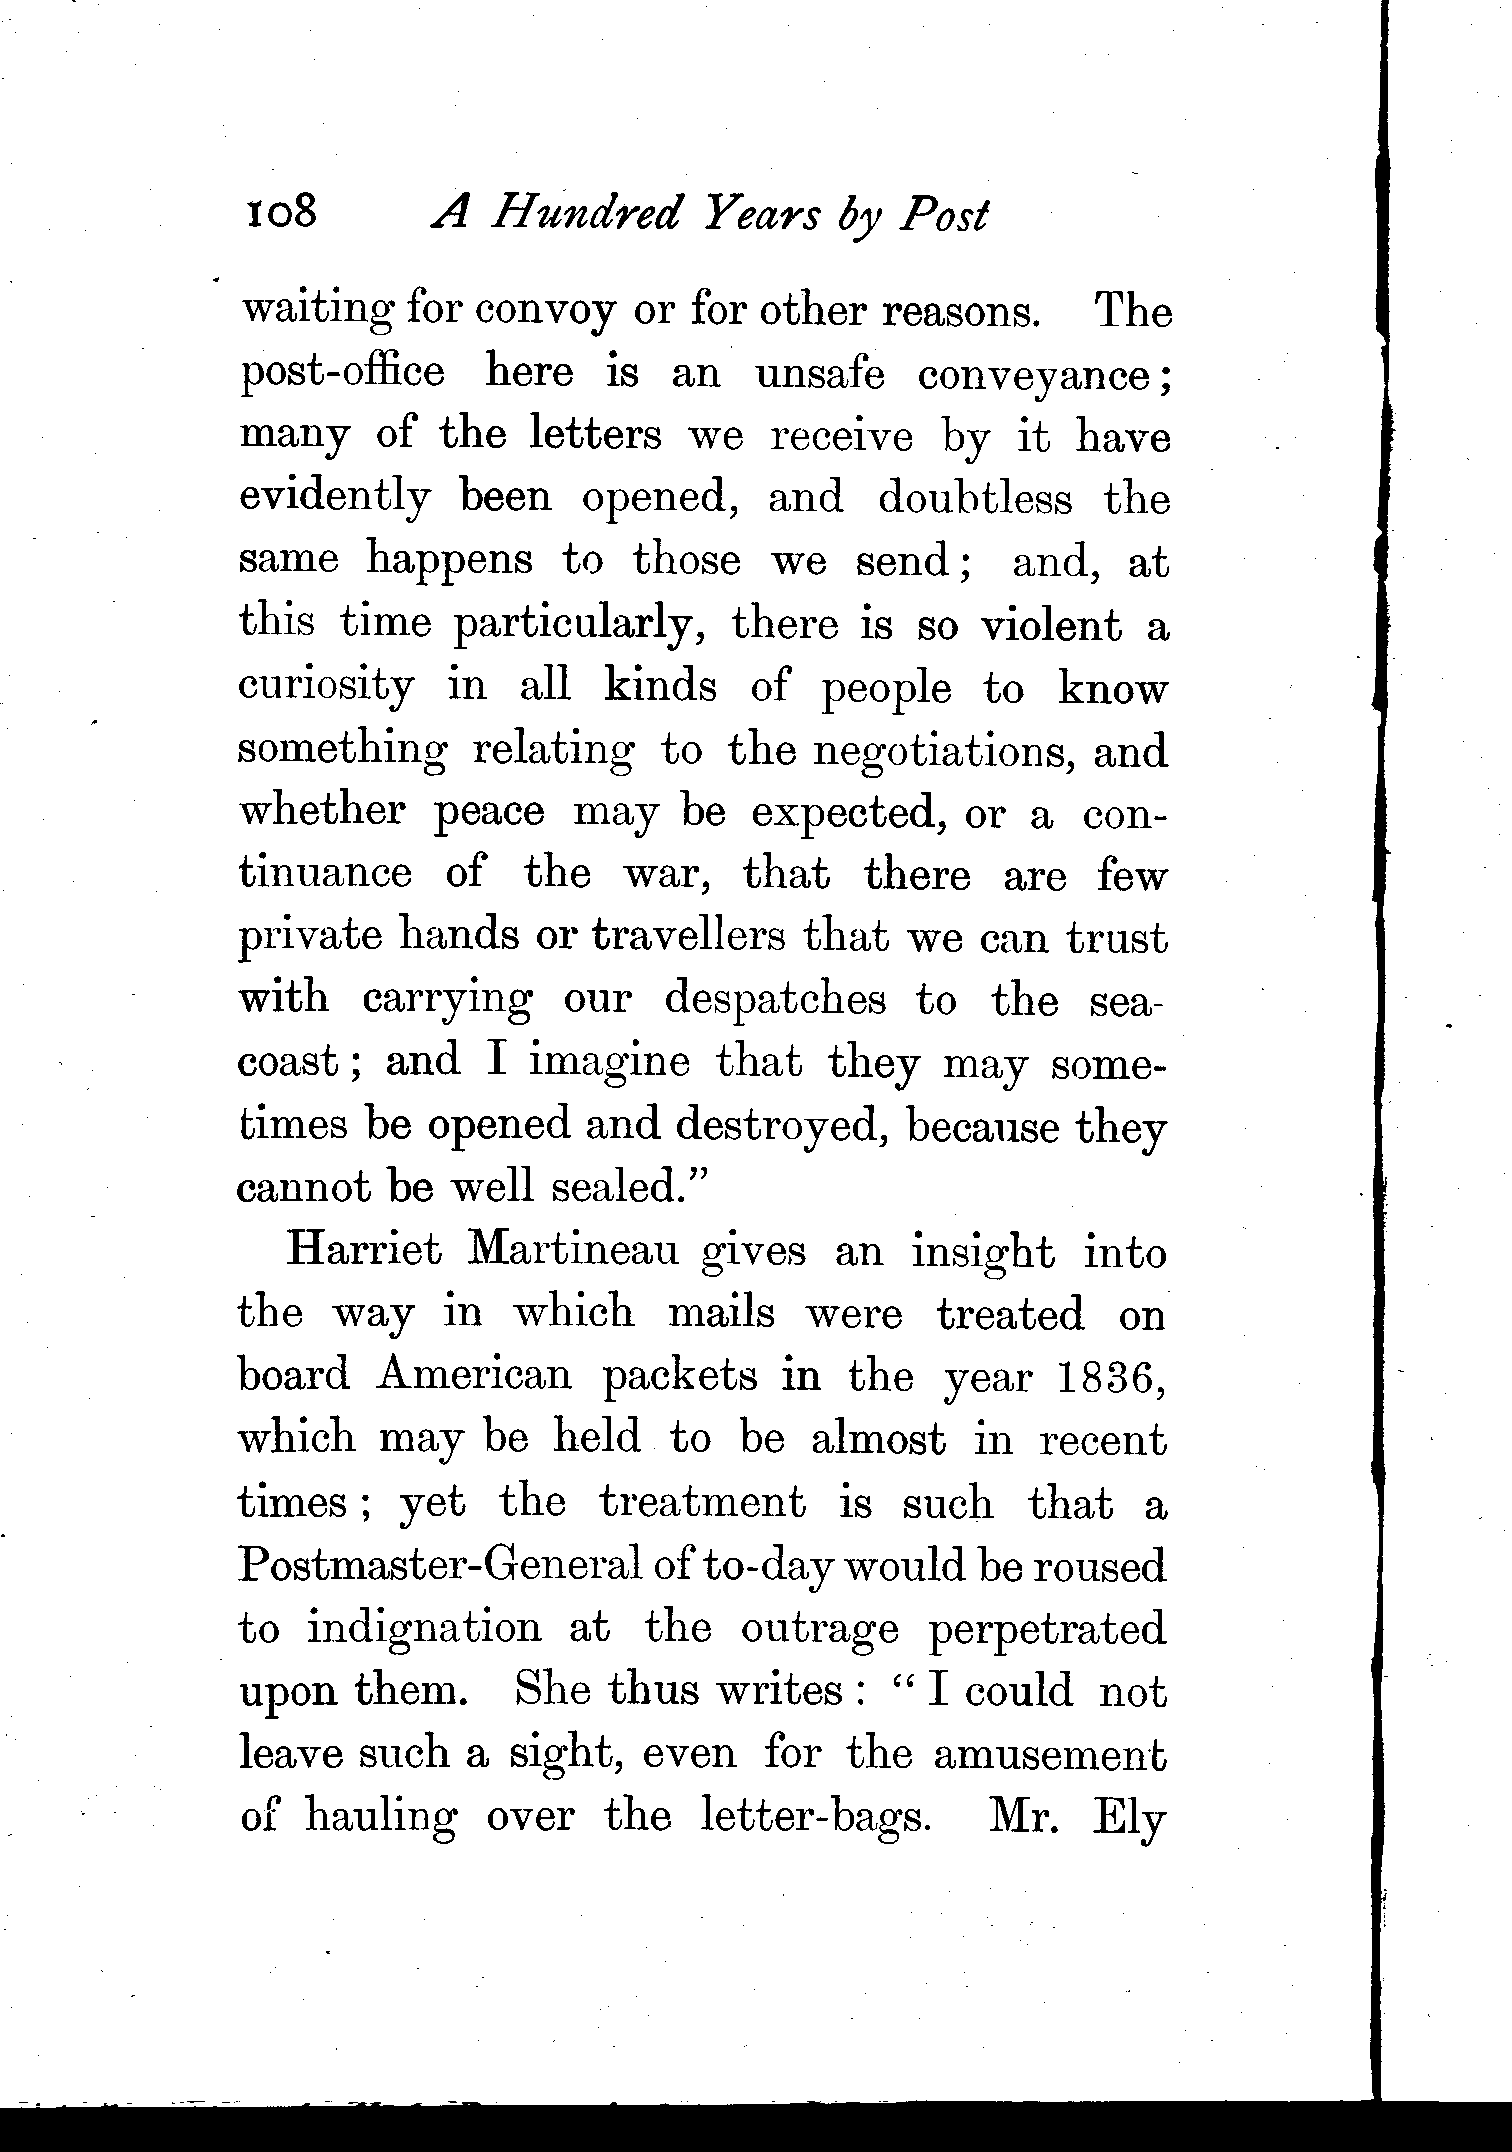 108 A Hundred Years by Post
waiting for convoy or for other reasons. The
post-office here is an unsafe conveyance;
many of the letters we receive by it have
evidently been opened, and doubtless the
same happens to those we send; and, at
this time particularly, there is so violent a
curiosity in all kinds of people to know
something relating to the negotiations, and
whether peace may be expected, or a con-
tinuance of the war, that there are few
private hands or travellers that we can trust
with carrying our despatches to the sea-
coast; and I imagine that they may some-
times be opened and destroyed, because they
cannot be well sealed.”
Harriet Martineau gives an insight into
the way in which mails were treated on
board American packets in the year 1836,
which may be held to be almost in recent
times; yet the treatment is such that a
Postmaster-General of to-day would be roused
to indignation at the outrage perpetrated
upon them. She thus writes: “I could not
leave such a sight, even for the amusement
of hauling over the letter-bags. Mr. Ely